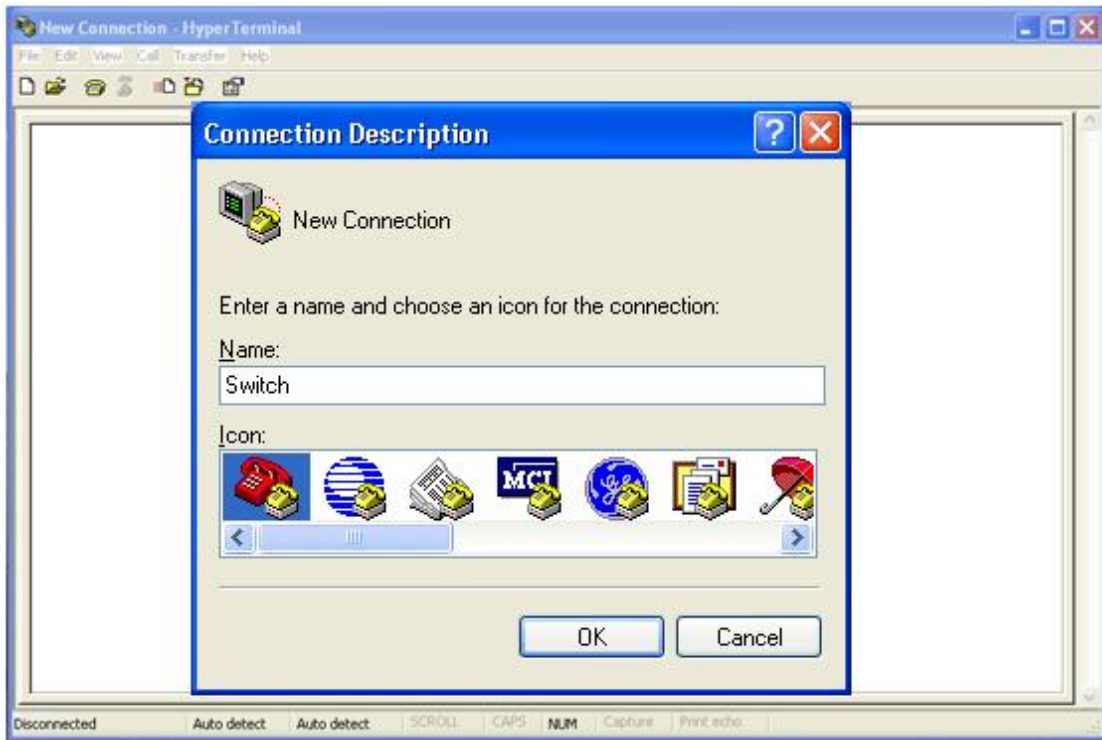 New Connection - HyperTerminal
File Edit View Call Transfer Help
Connection Description
?
New Connection
Enter a name and choose an icon for the connection:
Name:
Switch
Icon:
MCI
OK Cancel
Disconnected Auto detect Auto detect SCROLL CAPS NUM Capture Print echo